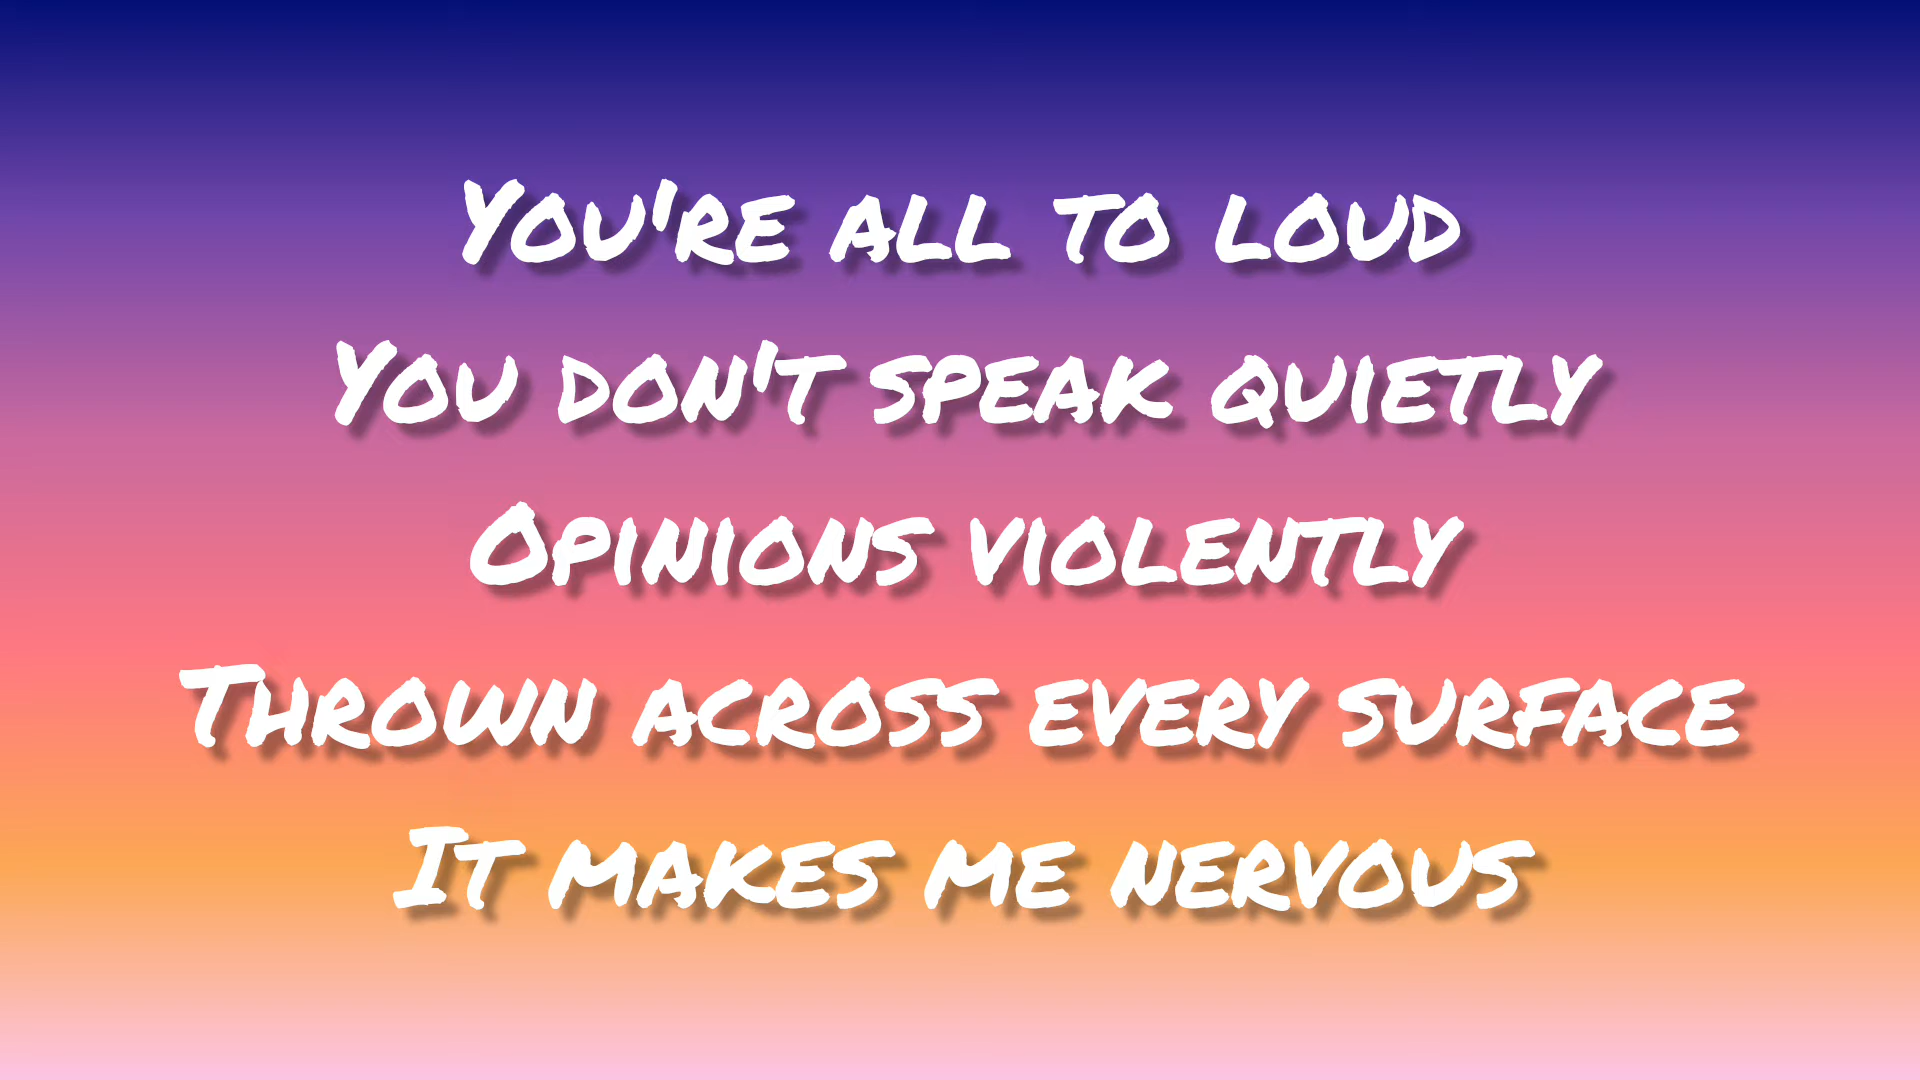 You're all to loud
You don't speak quietly
Opinions violently
Thrown across every surface
It makes me nervous